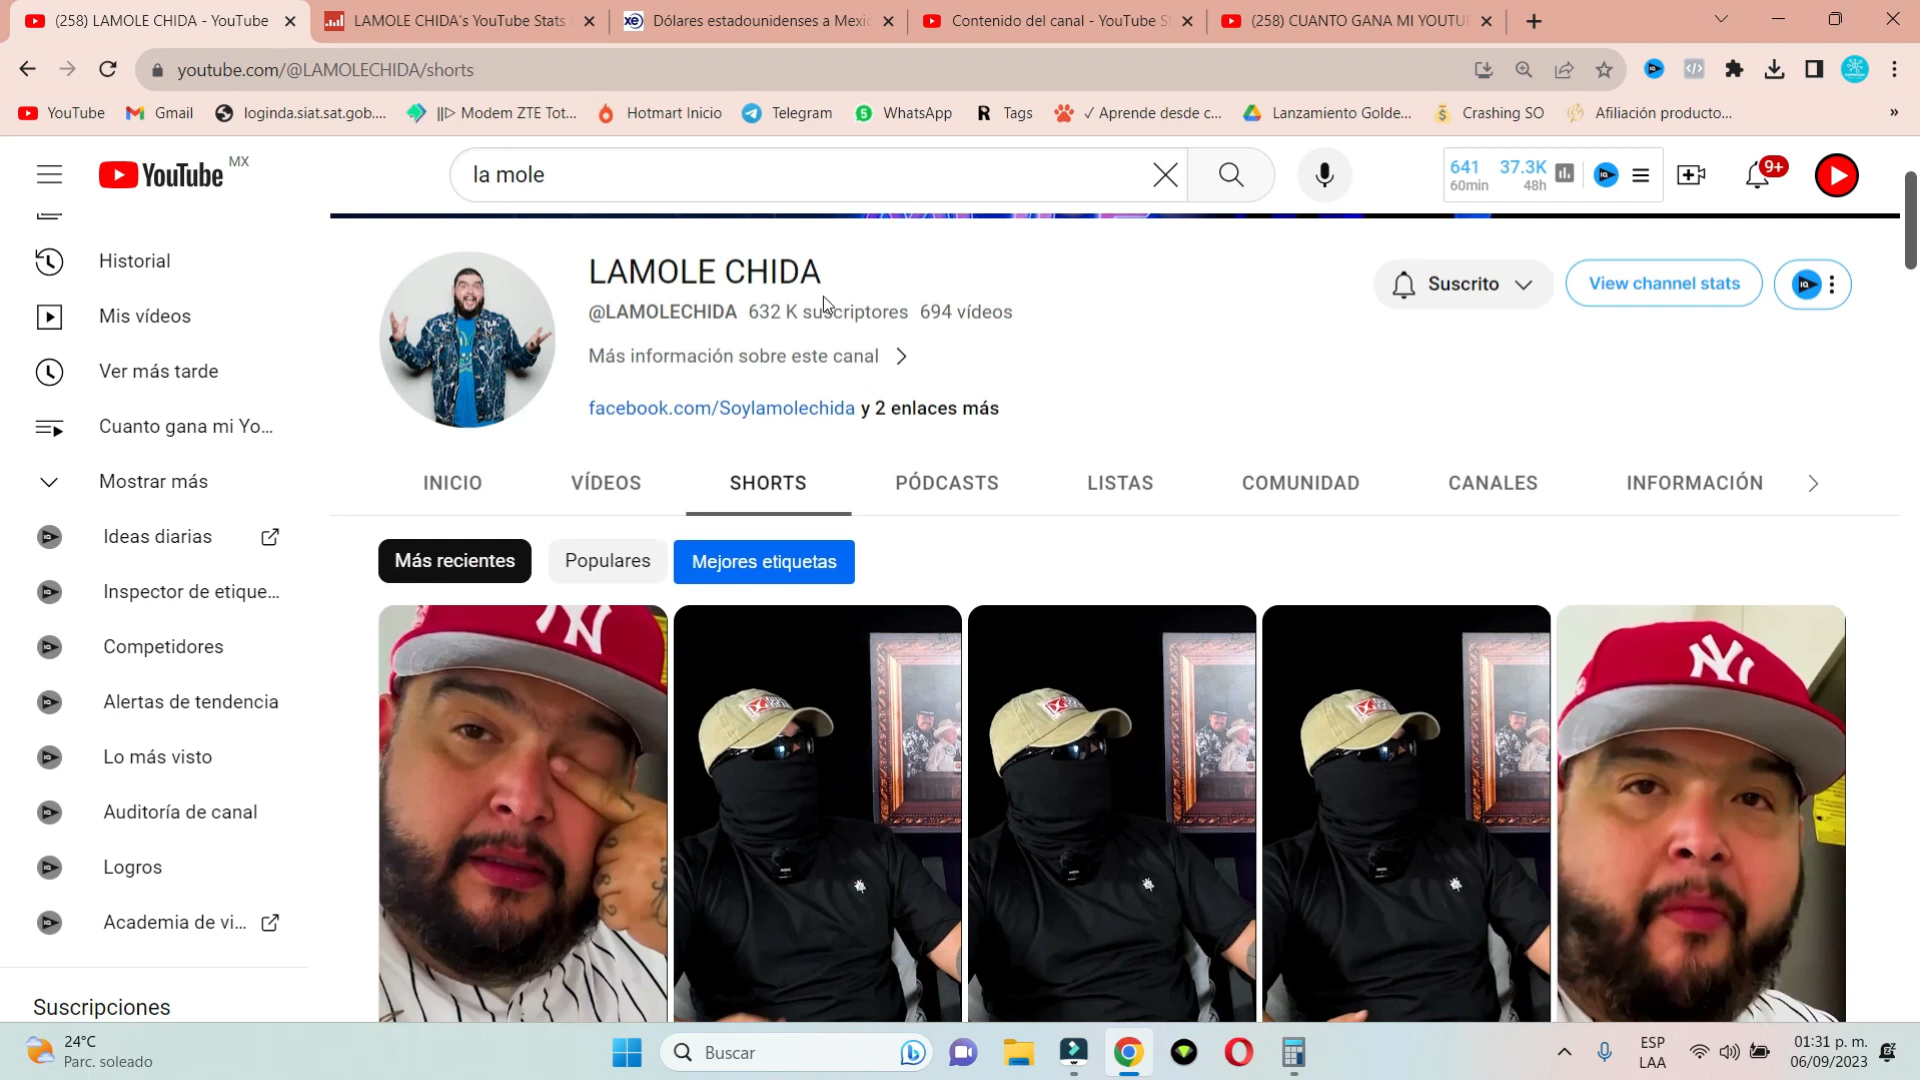 (258) LAMOLE CHIDA - YouTube
LAMOLE CHIDA's YouTube Stats
Dólares estadounidenses a Mexic
Contenido del canal - YouTube S
(258) CUANTO GANA MI YOUTU
youtube.com/@LAMOLECHIDA/shorts
YouTube
Gmail
loginda.siat.sat.gob....
||▷ Modem ZTE Tot...
Hotmart Inicio
Telegram
WhatsApp
Tags
✓ Aprende desde c...
Lanzamiento Golde...
Crashing SO
Afiliación producto...
»
YouTube MX
la mole
641 37.3K
60min 48h
9+
Historial
Mis vídeos
Ver más tarde
Cuanto gana mi Yo...
Mostrar más
Ideas diarias
Inspector de etique...
Competidores
Alertas de tendencia
Lo más visto
Auditoría de canal
Logros
Academia de vi...
Suscripciones
LAMOLE CHIDA
@LAMOLECHIDA 632 K suscriptores 694 vídeos
Más información sobre este canal
facebook.com/Soylamolechida y 2 enlaces más
Suscrito
View channel stats
INICIO
VÍDEOS
SHORTS
PÓDCASTS
LISTAS
COMUNIDAD
CANALES
INFORMACIÓN
Más recientes
Populares
Mejores etiquetas
24°C
Parc. soleado
Buscar
ESP
LAA
01:31 p. m.
06/09/2023